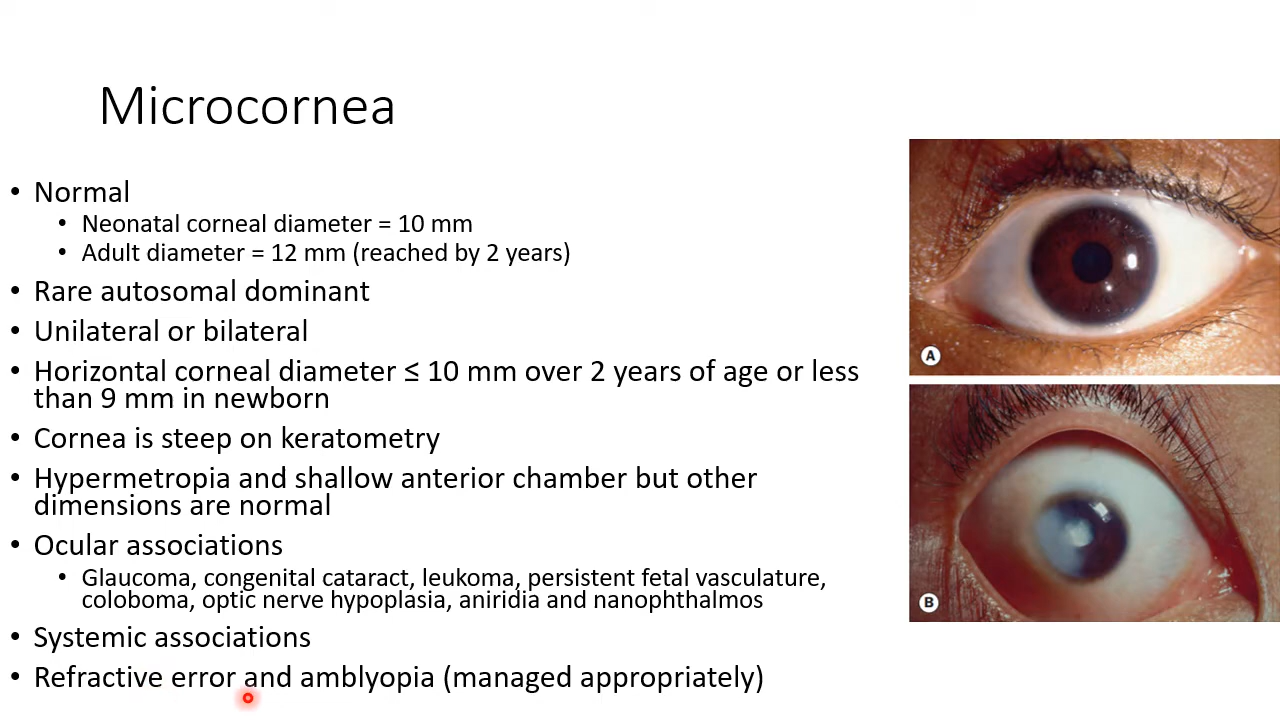 Microcornea
• Normal
• Neonatal corneal diameter = 10 mm
• Adult diameter = 12 mm (reached by 2 years)
• Rare autosomal dominant
• Unilateral or bilateral
• Horizontal corneal diameter ≤ 10 mm over 2 years of age or less
than 9 mm in newborn
• Cornea is steep on keratometry
• Hypermetropia and shallow anterior chamber but other
dimensions are normal
• Ocular associations
• Glaucoma, congenital cataract, leukoma, persistent fetal vasculature,
coloboma, optic nerve hypoplasia, aniridia and nanophthalmos
• Systemic associations
• Refractive error and amblyopia (managed appropriately)
A
B